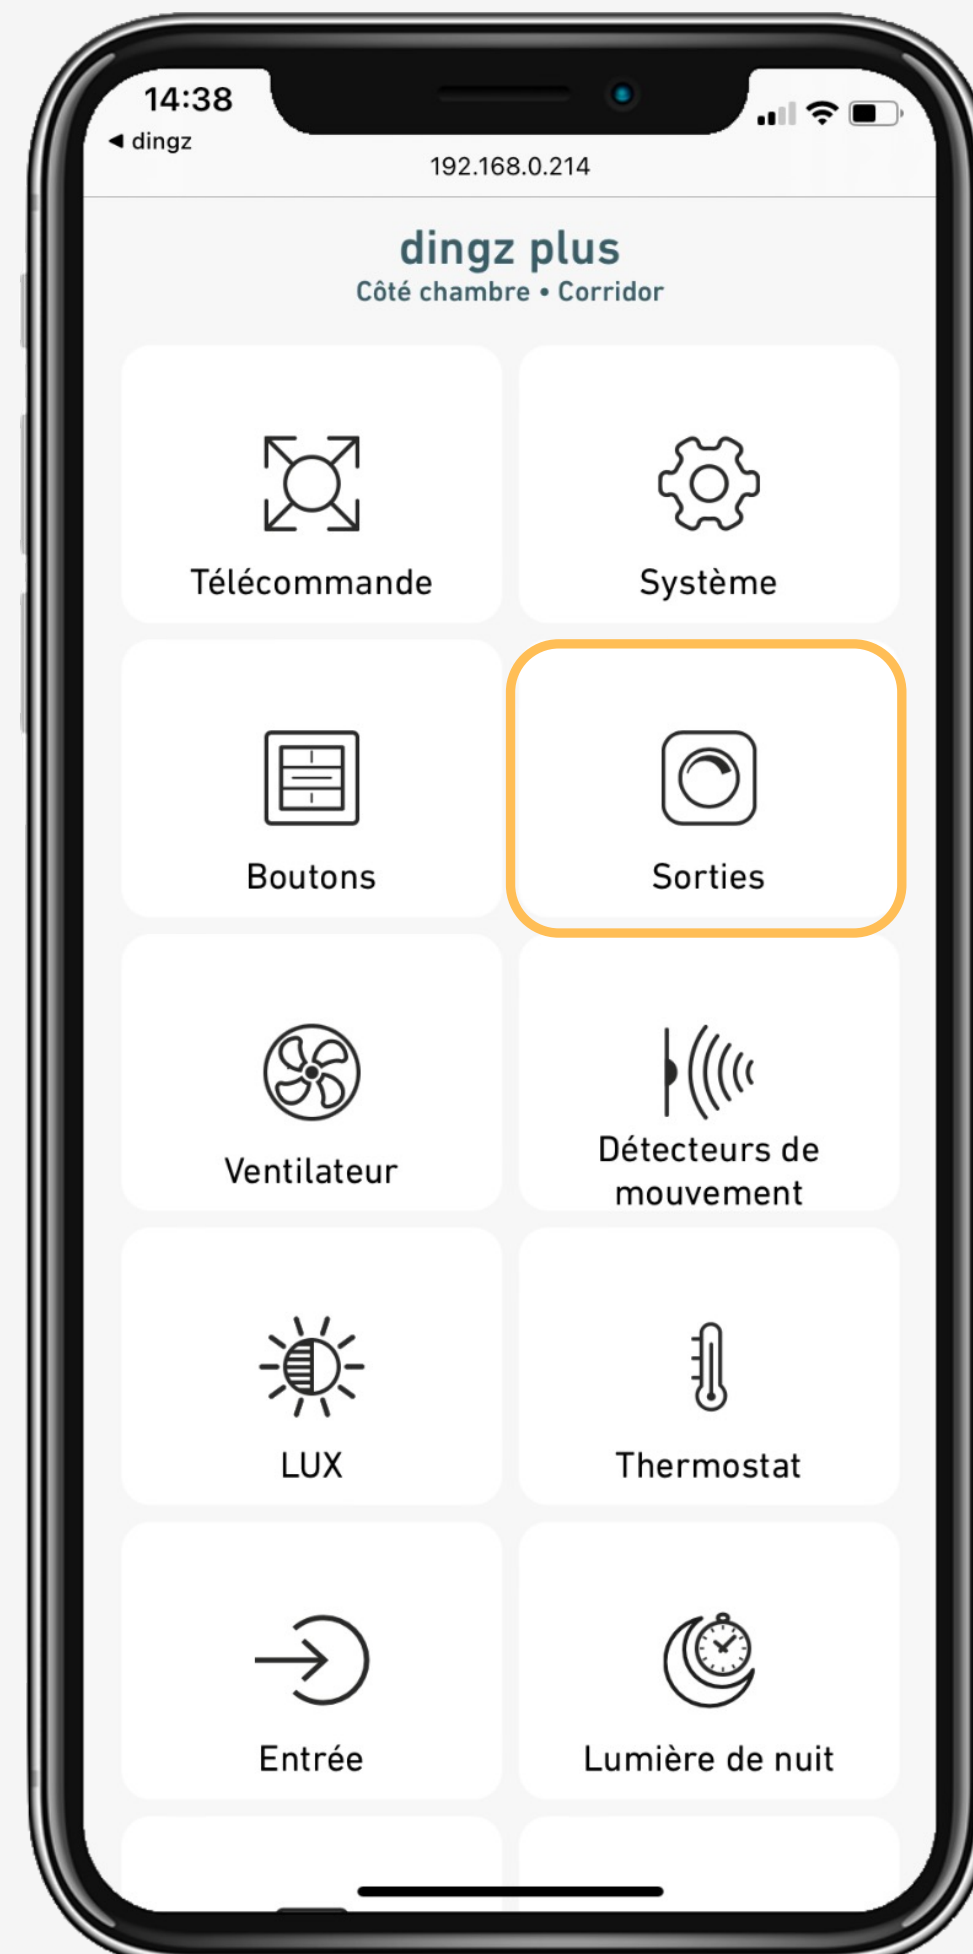 14:38
◀ dingz
192.168.0.214
dingz plus
Côté chambre • Corridor
Télécommande
Système
Boutons
Sorties
Ventilateur
Détecteurs de
mouvement
LUX
Thermostat
Entrée
Lumière de nuit